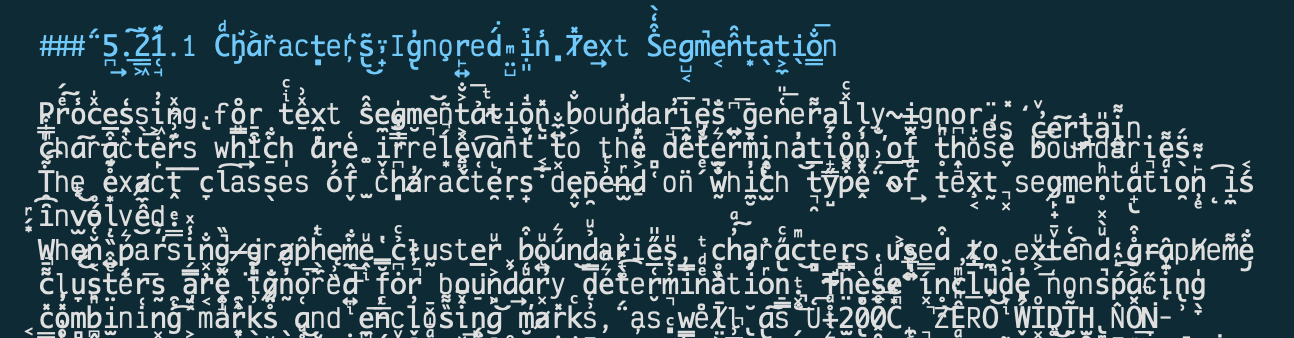 ### 5.21.1 Characters Ignored in Text Segmentation
Processing for text segmentation boundaries generally ignores certain
characters which are irrelevant to the determination of those boundaries.
The exact classes of characters depend on which type of text segmentation is
involved.
When parsing grapheme cluster boundaries, characters used to extend grapheme
clusters are ignored for boundary determination. These include nonspacing
combining marks and enclosing marks, as well as U+200C ZERO WIDTH NON-